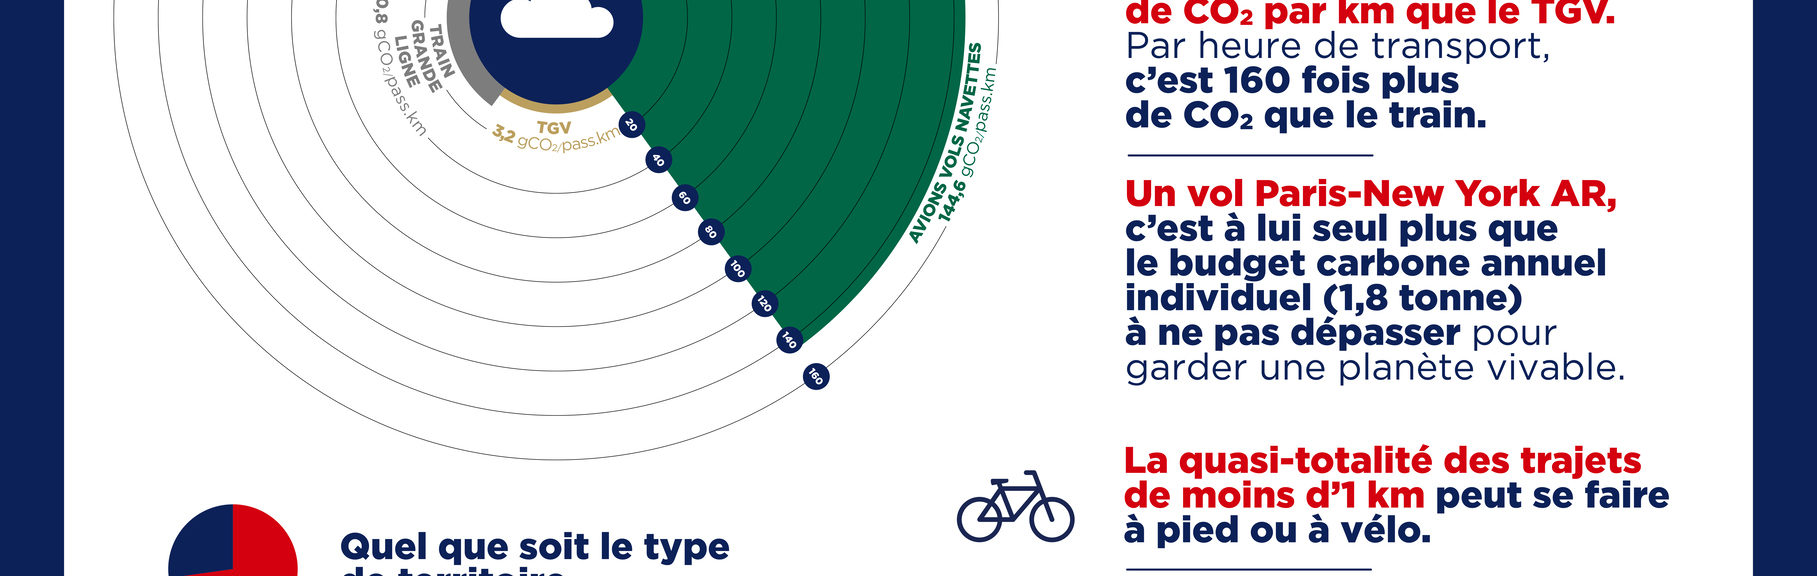 0,8 gCO₂/pass.km
TRAIN
GRANDE
LIGNE
TGV
3,2 gCO₂/pass.km
20
40
60
80
100
120
140
160
AVIONS VOLS NAVETTES
144,6 gCO₂/pass.km
de CO₂ par km que le TGV.
Par heure de transport,
c’est 160 fois plus
de CO₂ que le train.
Un vol Paris-New York AR,
c’est à lui seul plus que
le budget carbone annuel
individuel (1,8 tonne)
à ne pas dépasser pour
garder une planète vivable.
La quasi-totalité des trajets
de moins d’1 km peut se faire
à pied ou à vélo.
Quel que soit le type
de territoire